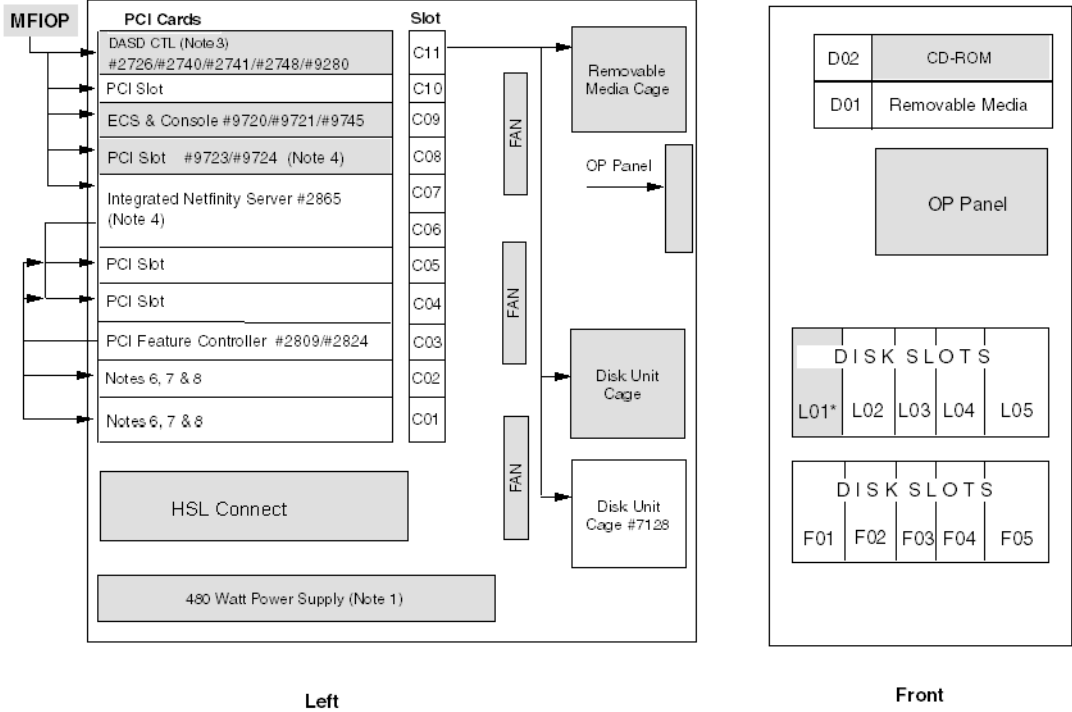 MFIOP
PCI Cards
Slot
DASD CTL (Note 3)
#2726/#2740/#2741/#2748/#9280
C11
PCI Slot
C10
ECS & Console #9720/#9721/#9745
C09
PCI Slot #9723/#9724 (Note 4)
C08
Integrated Netfinity Server #2865
(Note 4)
C07
C06
PCI Slot
C05
PCI Slot
C04
PCI Feature Controller #2809/#2824
C03
Notes 6, 7 & 8
C02
Notes 6, 7 & 8
C01
FAN
FAN
FAN
Removable
Media Cage
OP Panel
Disk Unit
Cage
Disk Unit
Cage #7128
HSL Connect
480 Watt Power Supply (Note 1)
Left
D02
CD-ROM
D01
Removable Media
OP Panel
DISK SLOTS
L01*
L02
L03
L04
L05
DISK SLOTS
F01
F02
F03
F04
F05
Front